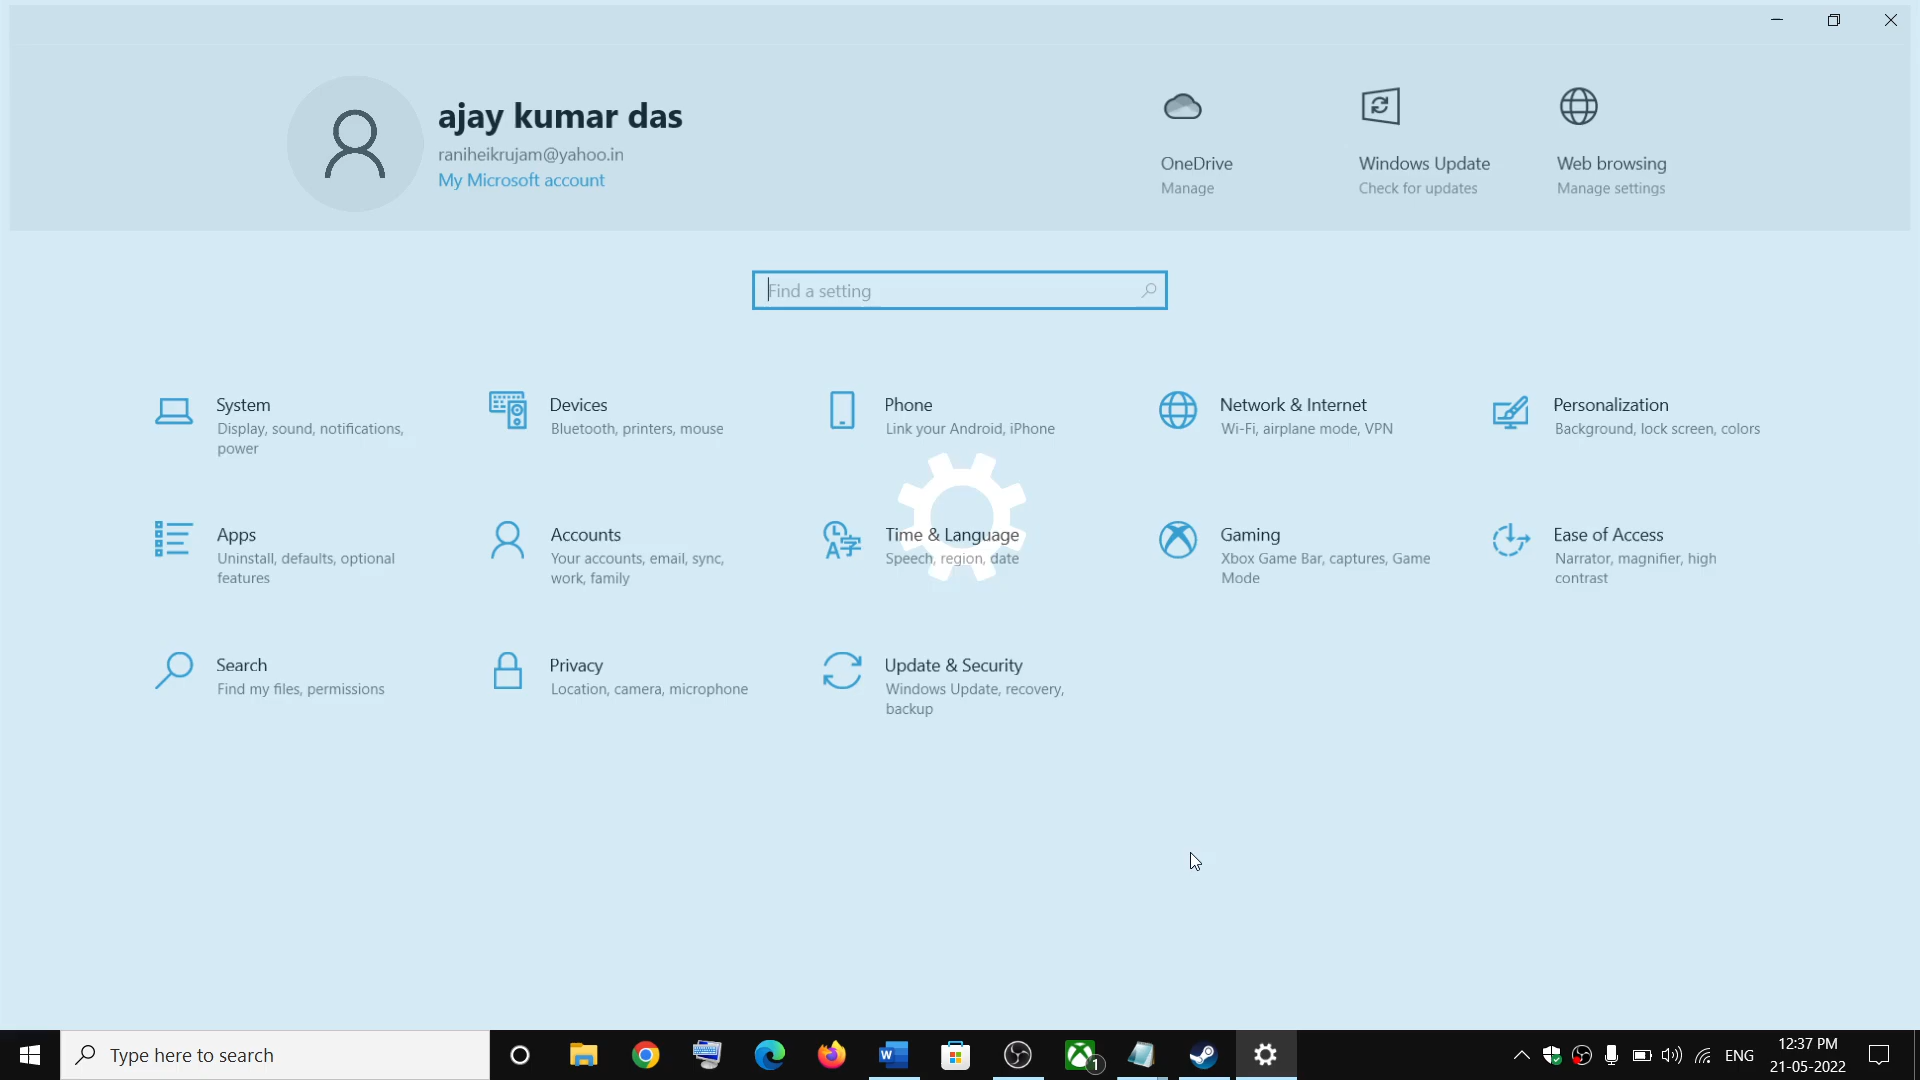 ajay kumar das
raniheikrujam@yahoo.in
My Microsoft account
OneDrive
Manage
Windows Update
Check for updates
Web browsing
Manage settings
Find a setting
System
Display, sound, notifications,
power
Devices
Bluetooth, printers, mouse
Phone
Link your Android, iPhone
Network & Internet
Wi-Fi, airplane mode, VPN
Personalization
Background, lock screen, colors
Apps
Uninstall, defaults, optional
features
Accounts
Your accounts, email, sync,
work, family
Time & Language
Speech, region, date
Gaming
Xbox Game Bar, captures, Game
Mode
Ease of Access
Narrator, magnifier, high
contrast
Search
Find my files, permissions
Privacy
Location, camera, microphone
Update & Security
Windows Update, recovery,
backup
Type here to search
W
1
ENG
12:37 PM
21-05-2022